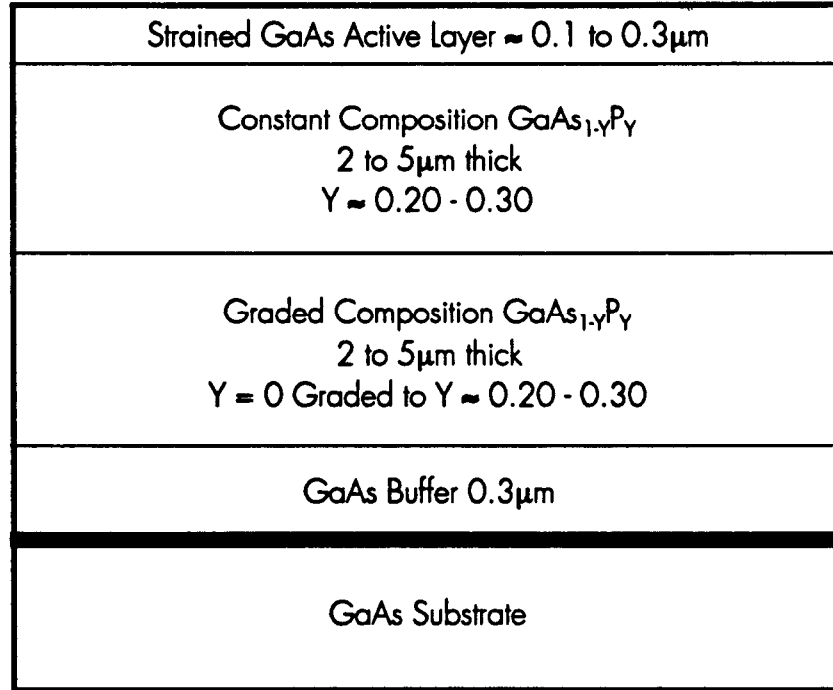 Strained GaAs Active Layer ≈ 0.1 to 0.3μm
Constant Composition GaAs₁₋YPY
2 to 5μm thick
Y ≈ 0.20 - 0.30
Graded Composition GaAs₁₋YPY
2 to 5μm thick
Y = 0 Graded to Y ≈ 0.20 - 0.30
GaAs Buffer 0.3μm
GaAs Substrate